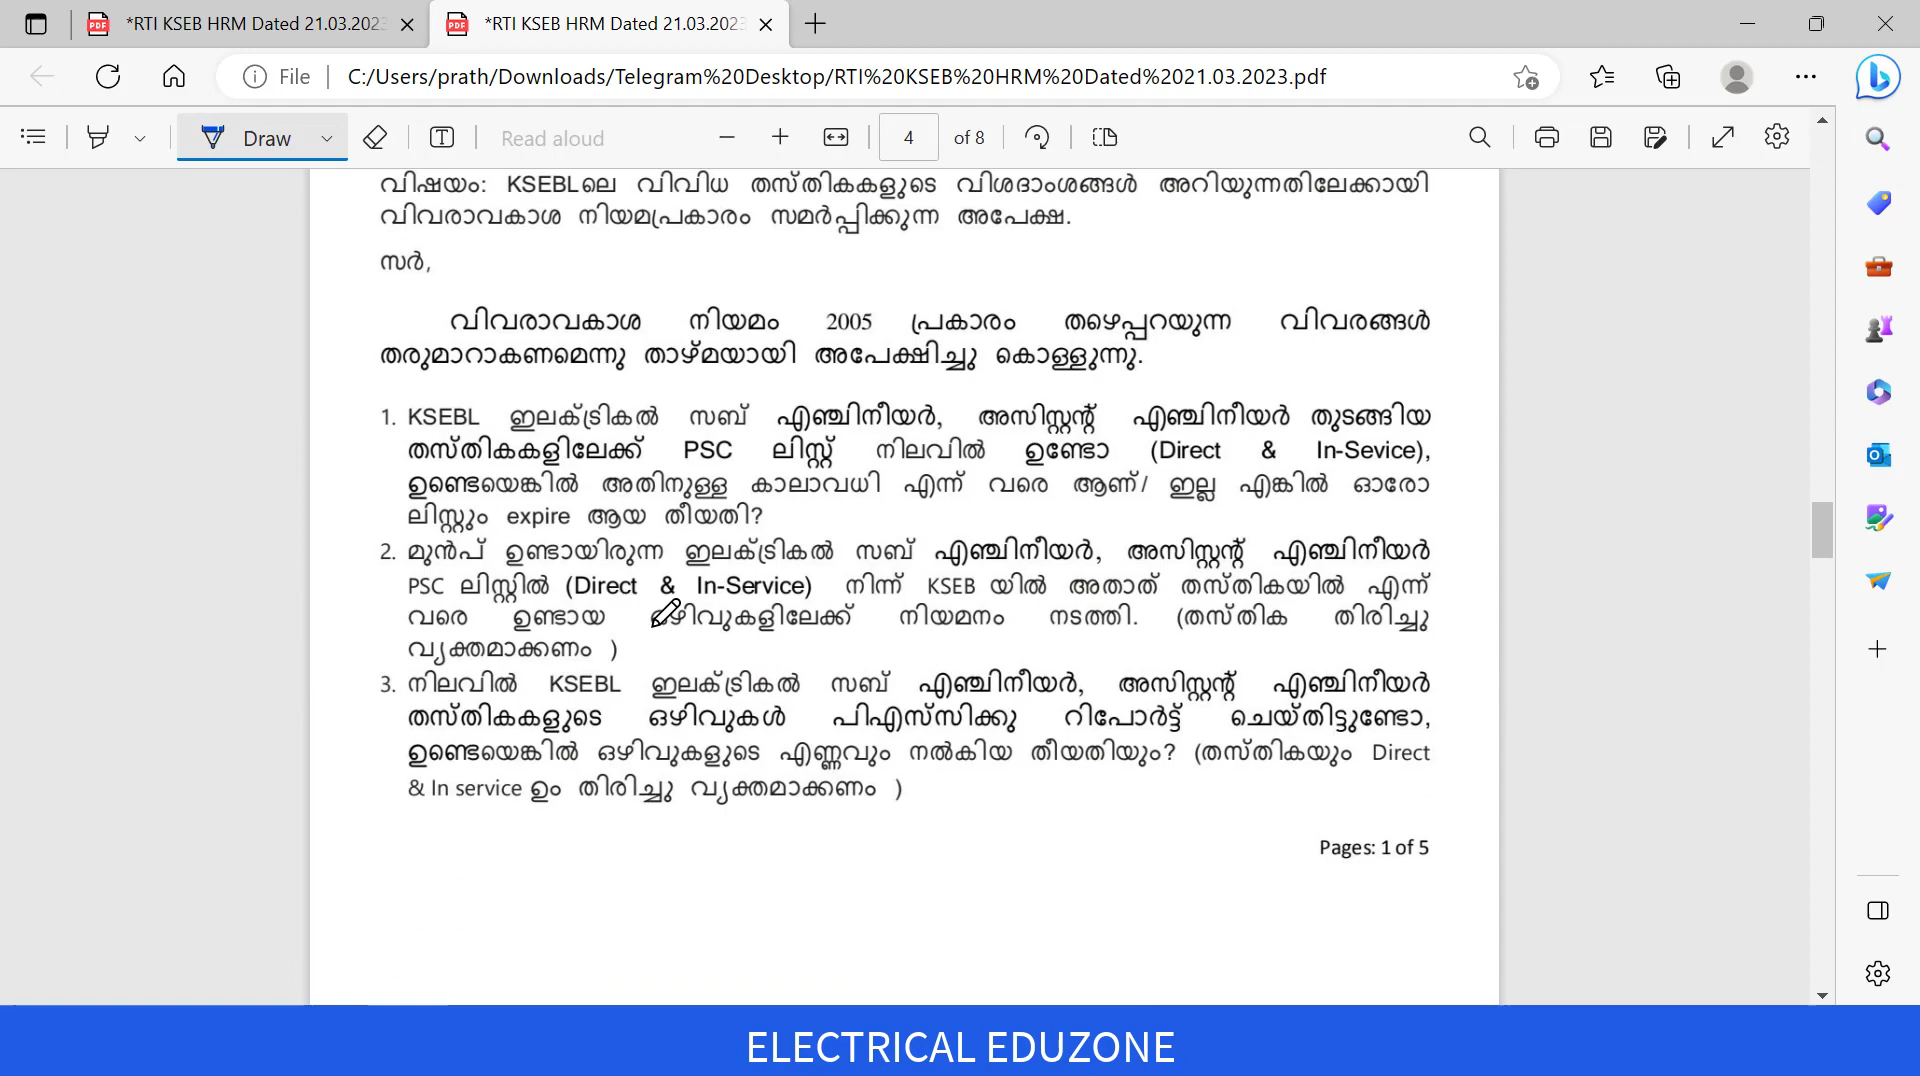 *RTI KSEB HRM Dated 21.03.2023
*RTI KSEB HRM Dated 21.03.2023
File
C:/Users/prath/Downloads/Telegram%20Desktop/RTI%20KSEB%20HRM%20Dated%2021.03.2023.pdf
Draw
Read aloud
4 of 8
വിഷയം: KSEBLലെ വിവിധ തസ്തികകളുടെ വിശദാംശങ്ങൾ അറിയുന്നതിലേക്കായി
വിവരാവകാശ നിയമപ്രകാരം സമർപ്പിക്കുന്ന അപേക്ഷ.
സർ,
വിവരാവകാശ നിയമം 2005 പ്രകാരം തഴെപ്പറയുന്ന വിവരങ്ങൾ
തരുമാറാകണമെന്നു താഴ്മയായി അപേക്ഷിച്ചു കൊള്ളുന്നു.
1. KSEBL ഇലക്ട്രികൽ സബ് എഞ്ചിനീയർ, അസിസ്റ്റന്റ് എഞ്ചിനീയർ തുടങ്ങിയ
തസ്തികകളിലേക്ക് PSC ലിസ്റ്റ് നിലവിൽ ഉണ്ടോ (Direct & In-Sevice),
ഉണ്ടെയെങ്കിൽ അതിനുള്ള കാലാവധി എന്ന് വരെ ആണ്/ ഇല്ല എങ്കിൽ ഓരോ
ലിസ്റ്റും expire ആയ തീയതി?
2. മുൻപ് ഉണ്ടായിരുന്ന ഇലക്ട്രികൽ സബ് എഞ്ചിനീയർ, അസിസ്റ്റന്റ് എഞ്ചിനീയർ
PSC ലിസ്റ്റിൽ (Direct & In-Service) നിന്ന് KSEB യിൽ അതാത് തസ്തികയിൽ എന്ന്
വരെ ഉണ്ടായ ഒഴിവുകളിലേക്ക് നിയമനം നടത്തി. (തസ്തിക തിരിച്ചു
വ്യക്തമാക്കണം )
3. നിലവിൽ KSEBL ഇലക്ട്രികൽ സബ് എഞ്ചിനീയർ, അസിസ്റ്റന്റ് എഞ്ചിനീയർ
തസ്തികകളുടെ ഒഴിവുകൾ പിഎസ്സിക്കു റിപോർട്ട് ചെയ്തിട്ടുണ്ടോ,
ഉണ്ടെയെങ്കിൽ ഒഴിവുകളുടെ എണ്ണവും നൽകിയ തീയതിയും? (തസ്തികയും Direct
& In service ഉം തിരിച്ചു വ്യക്തമാക്കണം )
Pages: 1 of 5
ELECTRICAL EDUZONE